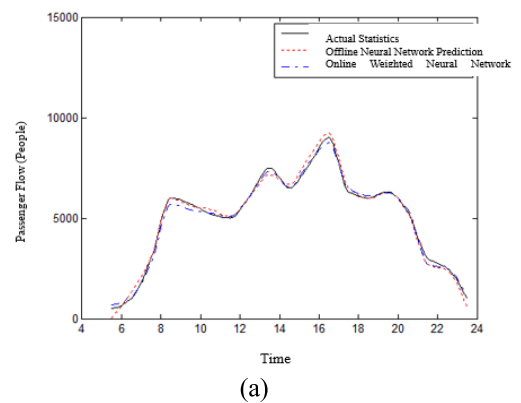 15000
Actual Statistics
Offline Neural Network Prediction
Online Weighted Neural Network
10000
Passenger Flow (People)
5000
0
4 6 8 10 12 14 16 18 20 22 24
Time
(a)